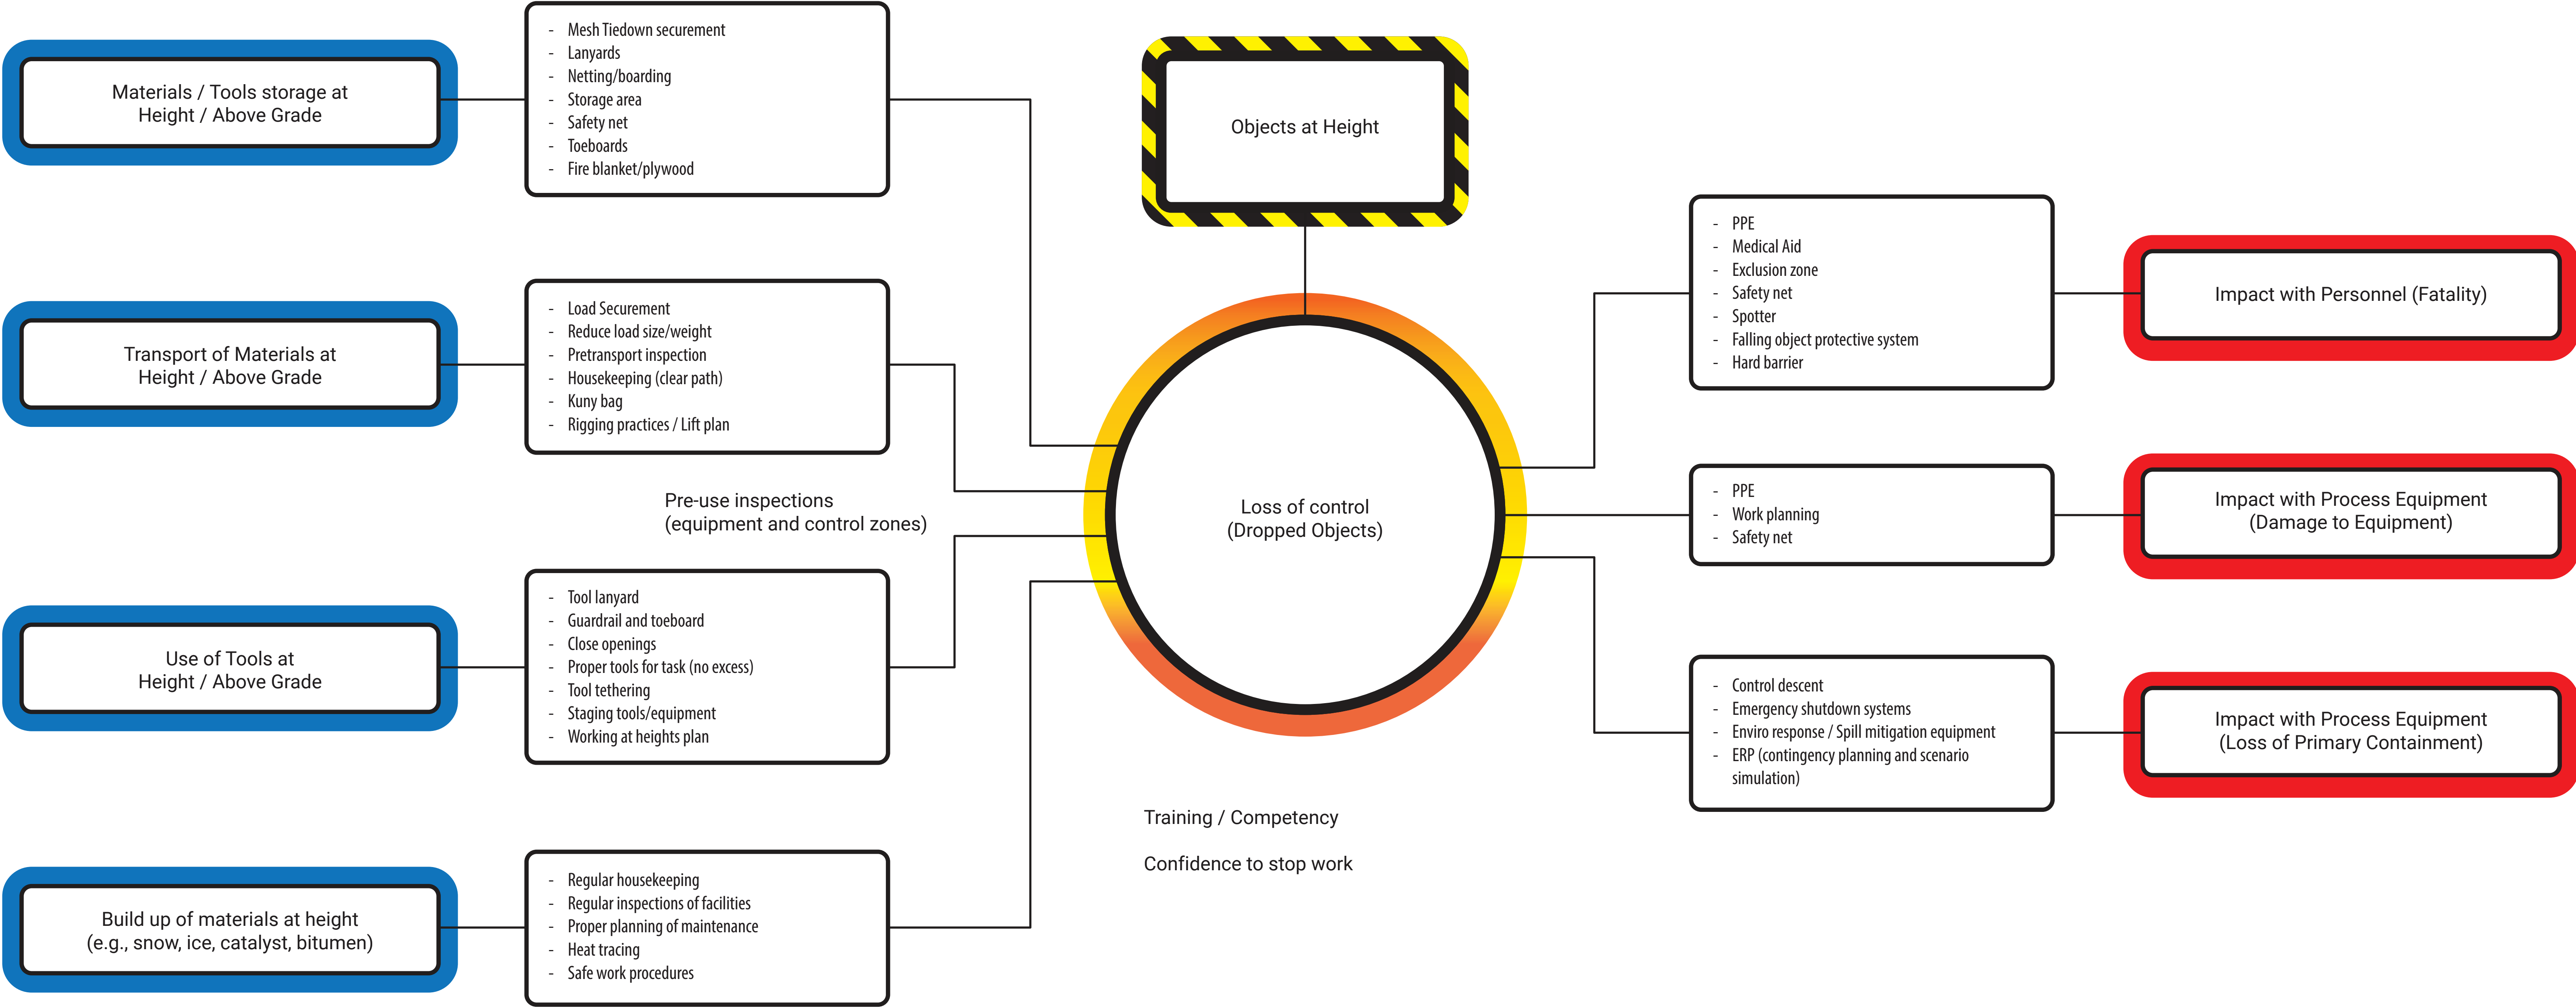 Materials / Tools storage at
Height / Above Grade
- Mesh Tiedown securement
- Lanyards
- Netting/boarding
- Storage area
- Safety net
- Toeboards
- Fire blanket/plywood
Transport of Materials at
Height / Above Grade
- Load Securement
- Reduce load size/weight
- Pretransport inspection
- Housekeeping (clear path)
- Kuny bag
- Rigging practices / Lift plan
Pre-use inspections
(equipment and control zones)
Use of Tools at
Height / Above Grade
- Tool lanyard
- Guardrail and toeboard
- Close openings
- Proper tools for task (no excess)
- Tool tethering
- Staging tools/equipment
- Working at heights plan
Build up of materials at height
(e.g., snow, ice, catalyst, bitumen)
- Regular housekeeping
- Regular inspections of facilities
- Proper planning of maintenance
- Heat tracing
- Safe work procedures
Objects at Height
Loss of control
(Dropped Objects)
Training / Competency
Confidence to stop work
- PPE
- Medical Aid
- Exclusion zone
- Safety net
- Spotter
- Falling object protective system
- Hard barrier
Impact with Personnel (Fatality)
- PPE
- Work planning
- Safety net
Impact with Process Equipment
(Damage to Equipment)
- Control descent
- Emergency shutdown systems
- Enviro response / Spill mitigation equipment
- ERP (contingency planning and scenario
simulation)
Impact with Process Equipment
(Loss of Primary Containment)